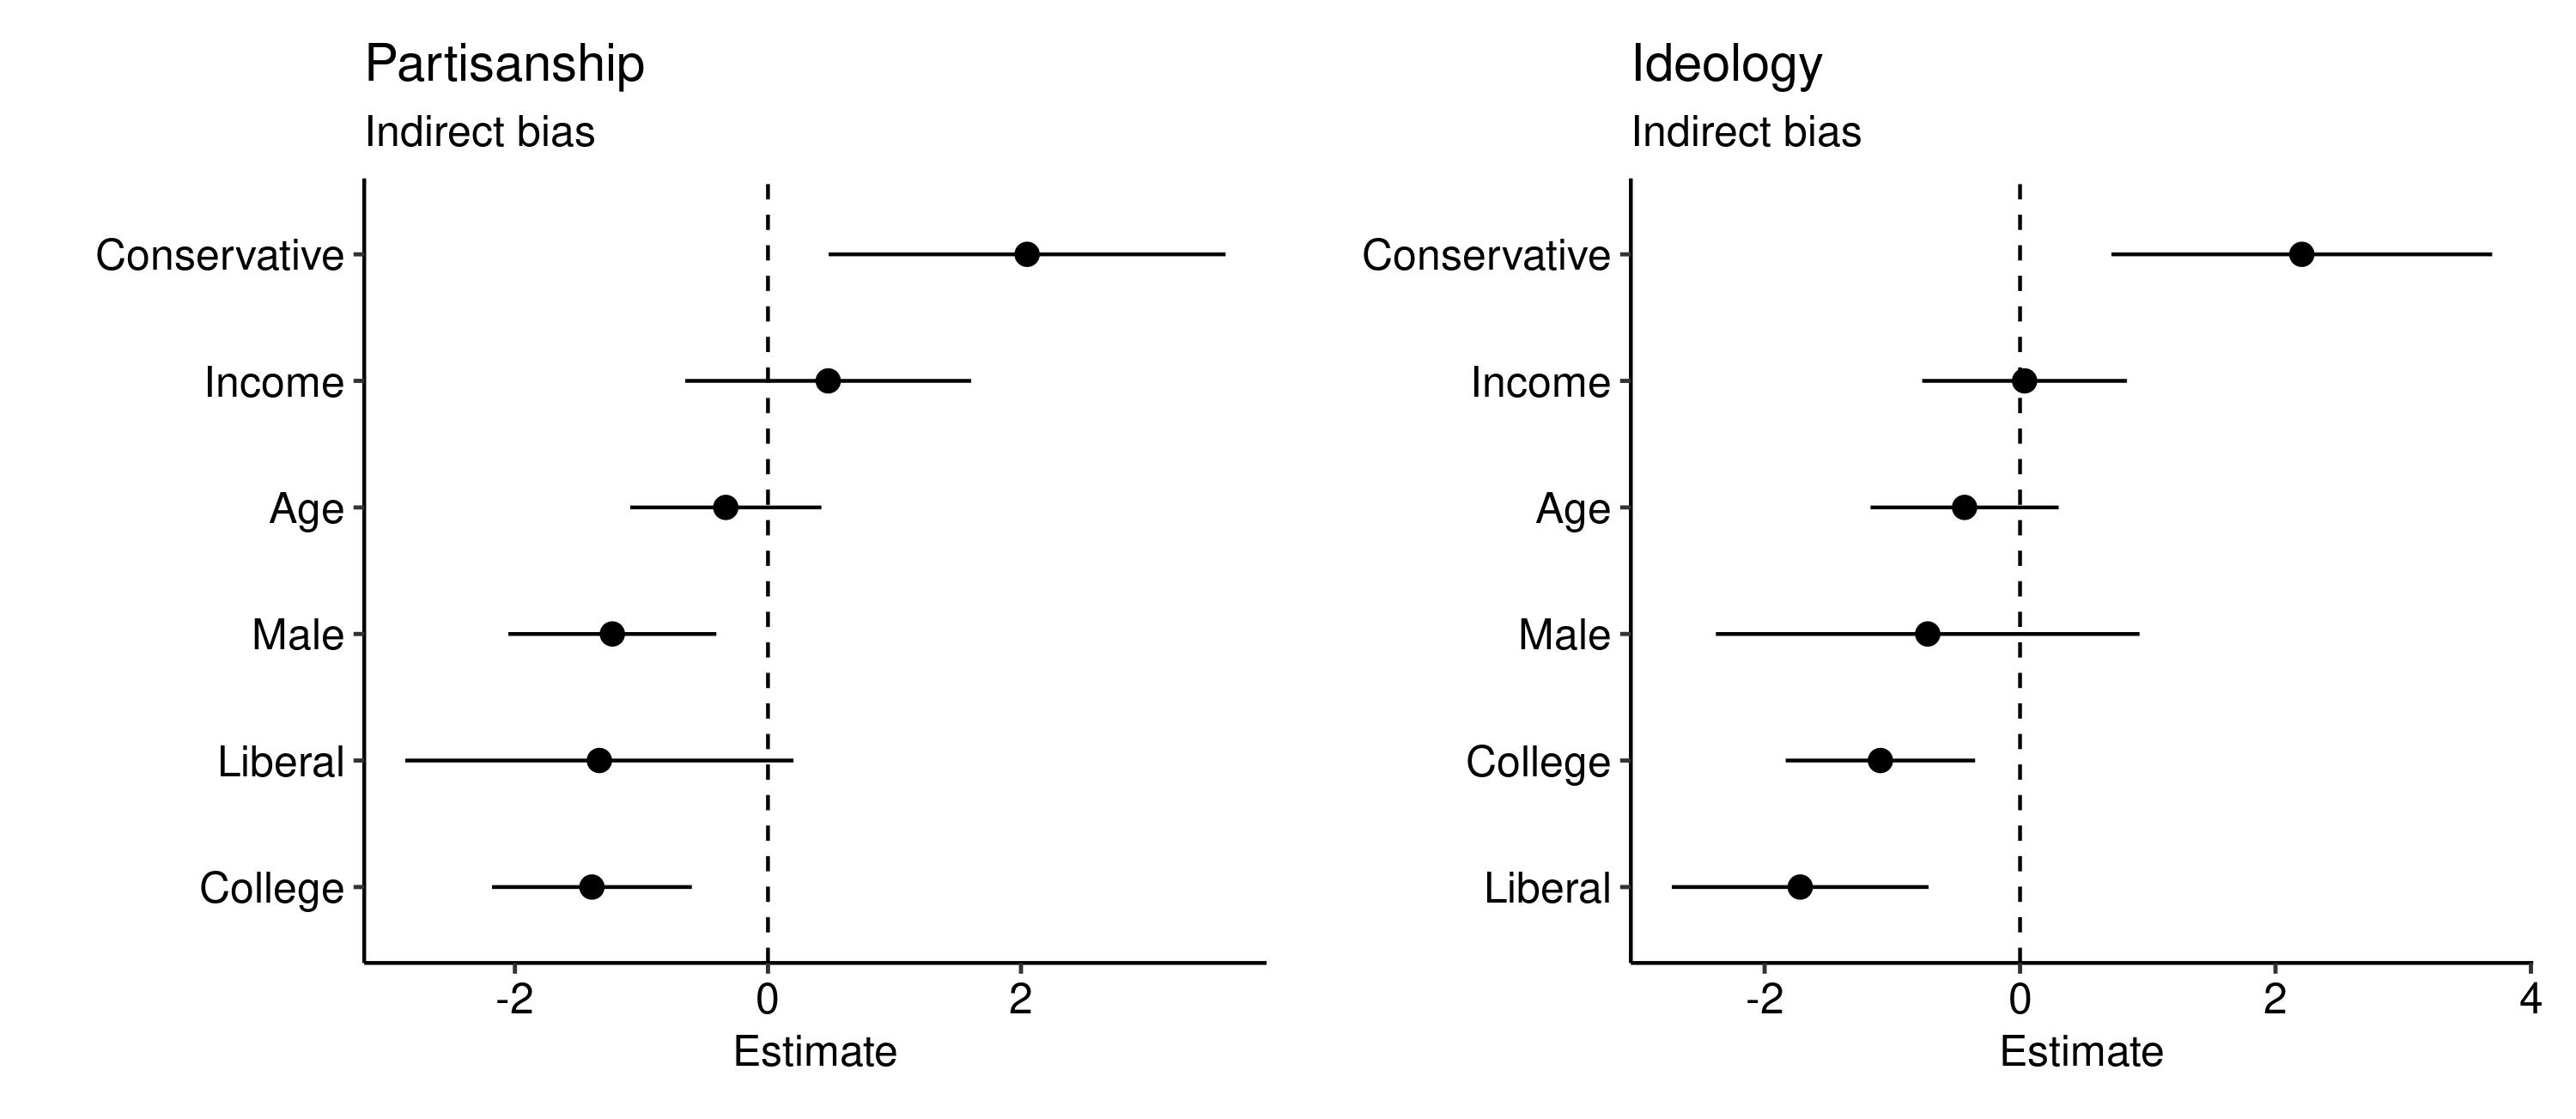 Partisanship
Indirect bias
Conservative
Income
Age
Male
Liberal
College
-2 0 2
Estimate
Ideology
Indirect bias
Conservative
Income
Age
Male
College
Liberal
-2 0 2 4
Estimate